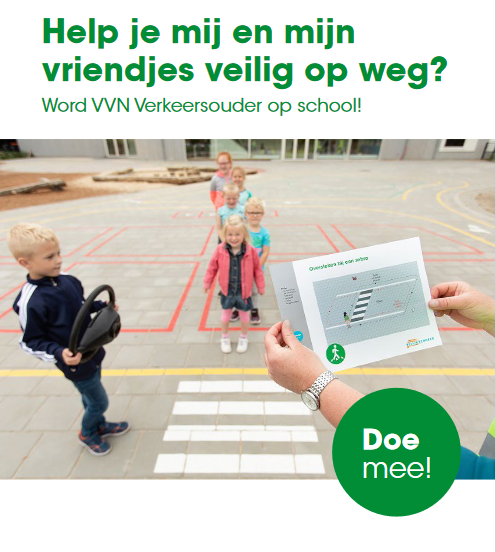 Help je mij en mijn
vriendjes veilig op weg?
Word VVN Verkeersouder op school!
Oversteken bij een zebra
Doe
mee!